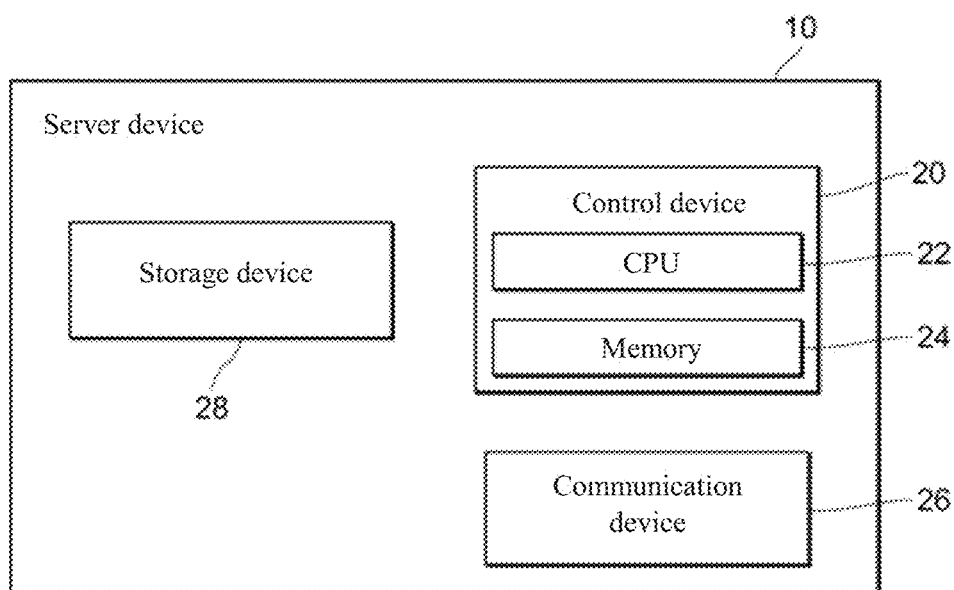 10
Server device
20
Control device
22
CPU
Storage device
24
Memory
28
26
Communication
device